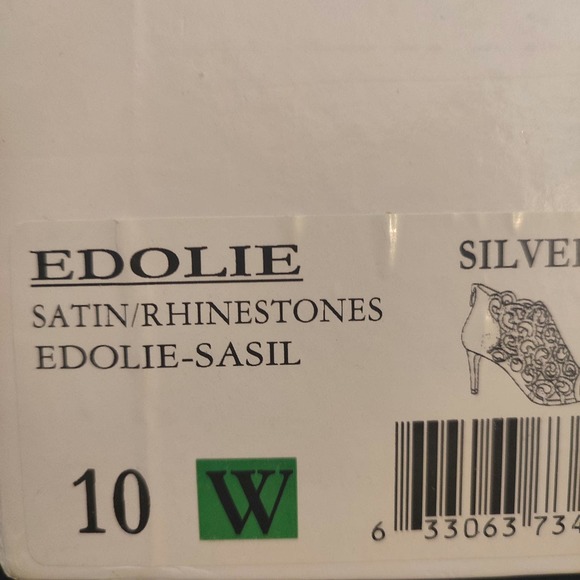 EDOLIE SILVE
SATIN/RHINESTONES
EDOLIE-SASIL
10 W
6 33063 734